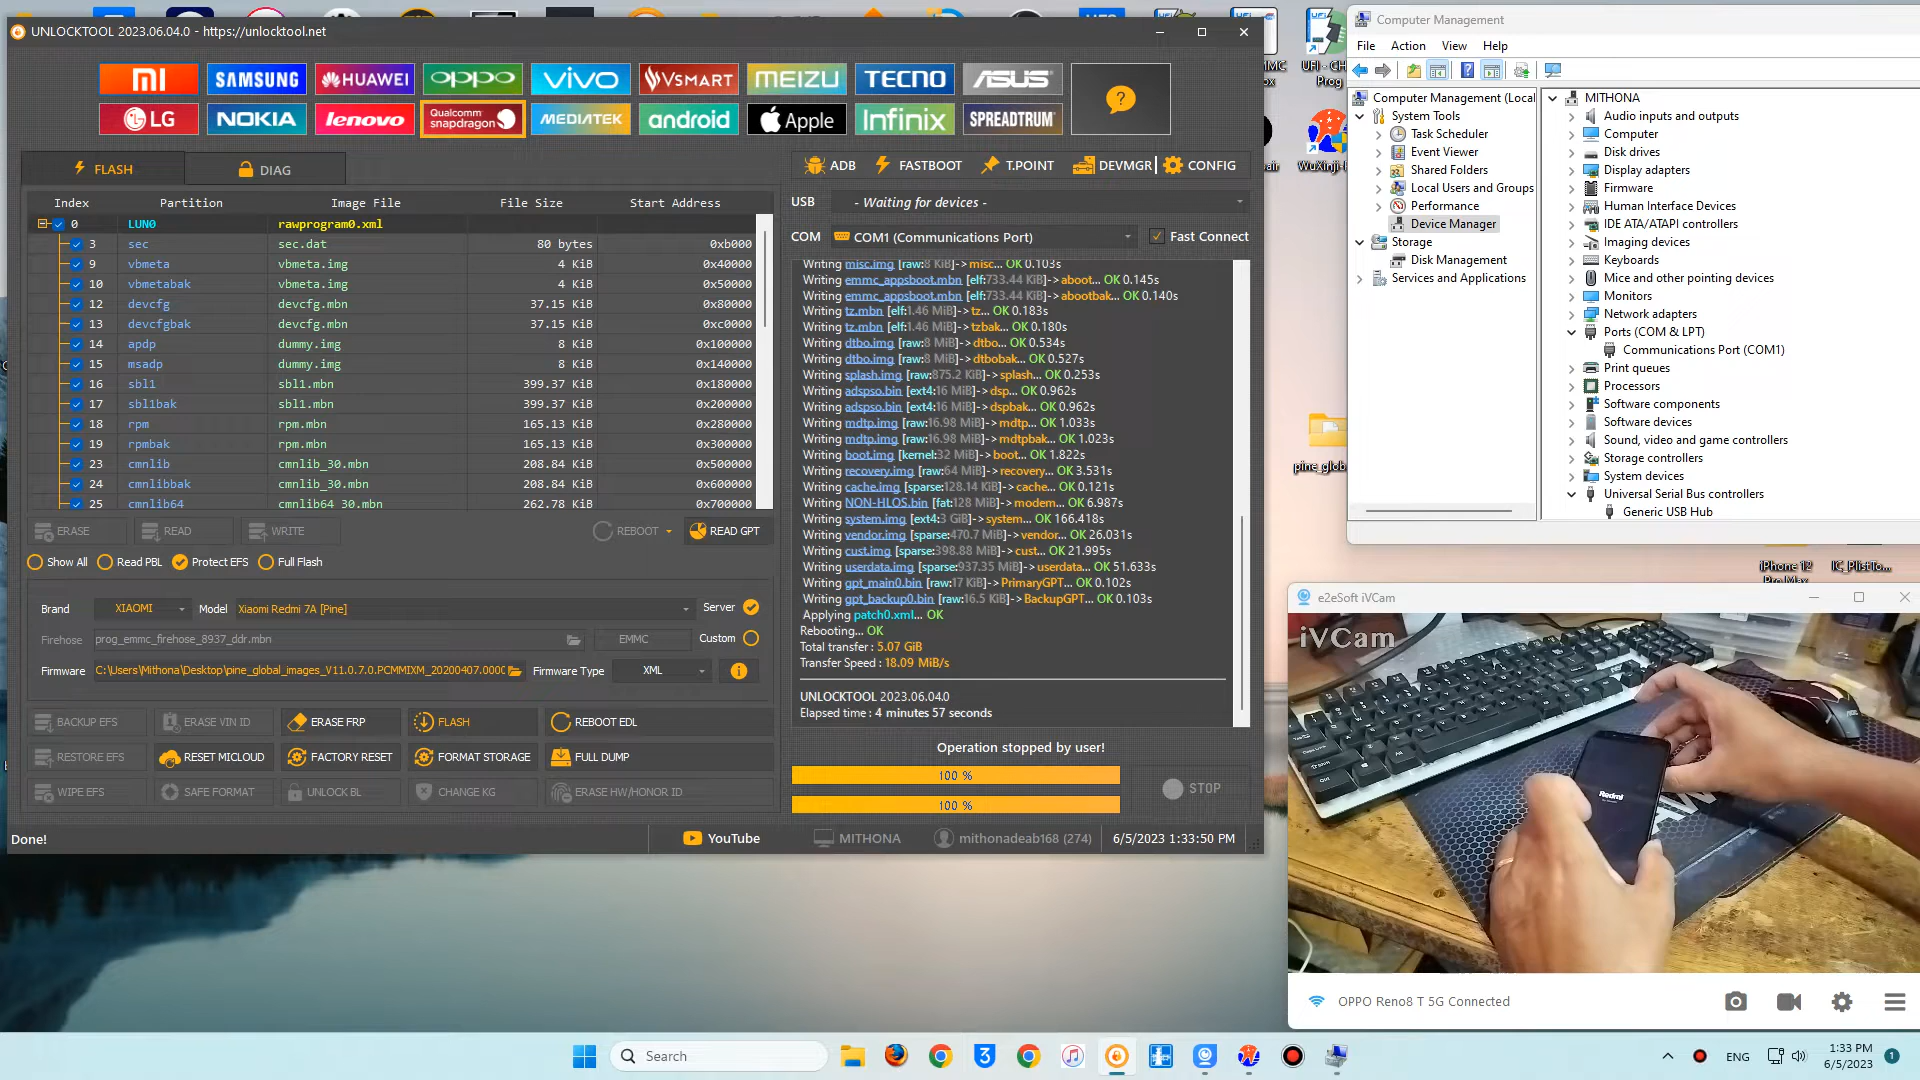 UNLOCKTOOL 2023.06.04.0 - https://unlocktool.net
SAMSUNG
HUAWEI
OPPO
vivo
VSMART
MEIZU
TECNO
ASUS
LG
NOKIA
lenovo
Qualcomm snapdragon
MEDIATEK
android
Apple
Infinix
SPREADTRUM
?
FLASH
DIAG
ADB
FASTBOOT
T.POINT
DEVMGR
CONFIG
Index Partition Image File File Size Start Address
0 LUN0 rawprogram0.xml
3 sec sec.dat 80 bytes 0xb000
9 vbmeta vbmeta.img 4 KiB 0x40000
10 vbmetabak vbmeta.img 4 KiB 0x50000
12 devcfg devcfg.mbn 37.15 KiB 0x80000
13 devcfgbak devcfg.mbn 37.15 KiB 0xc0000
14 apdp dummy.img 8 KiB 0x100000
15 msadp dummy.img 8 KiB 0x140000
16 sbl1 sbl1.mbn 399.37 KiB 0x180000
17 sbl1bak sbl1.mbn 399.37 KiB 0x200000
18 rpm rpm.mbn 165.13 KiB 0x280000
19 rpmbak rpm.mbn 165.13 KiB 0x300000
23 cmnlib cmnlib_30.mbn 208.84 KiB 0x500000
24 cmnlibbak cmnlib_30.mbn 208.84 KiB 0x600000
25 cmnlib64 cmnlib64_30.mbn 262.78 KiB 0x700000
ERASE READ WRITE REBOOT READ GPT
Show All Read PBL Protect EFS Full Flash
Brand XIAOMI Model Xiaomi Redmi 7A [Pine] Server
Firehose prog_emmc_firehose_8937_ddr.mbn EMMC Custom
Firmware C:\Users\Mithona\Desktop\pine_global_images_V11.0.7.0.PCMMIXM_20200407.0000 Firmware Type XML
BACKUP EFS ERASE VIN ID ERASE FRP FLASH REBOOT EDL
RESTORE EFS RESET MICLOUD FACTORY RESET FORMAT STORAGE FULL DUMP
WIPE EFS SAFE FORMAT UNLOCK BL CHANGE KG ERASE HW/HONOR ID
USB - Waiting for devices -
COM COM1 (Communications Port) Fast Connect
Writing misc.img [raw:8 KiB]->misc... OK 0.103s
Writing emmc_appsboot.mbn [elf:733.44 KiB]->aboot... OK 0.145s
Writing emmc_appsboot.mbn [elf:733.44 KiB]->abootbak... OK 0.140s
Writing tz.mbn [elf:1.46 MiB]->tz... OK 0.183s
Writing tz.mbn [elf:1.46 MiB]->tzbak... OK 0.180s
Writing dtbo.img [raw:8 MiB]->dtbo... OK 0.534s
Writing dtbo.img [raw:8 MiB]->dtbobak... OK 0.527s
Writing splash.img [raw:875.2 KiB]->splash... OK 0.253s
Writing adspso.bin [ext4:16 MiB]->dsp... OK 0.962s
Writing adspso.bin [ext4:16 MiB]->dspbak... OK 0.962s
Writing mdtp.img [raw:16.98 MiB]->mdtp... OK 1.033s
Writing mdtp.img [raw:16.98 MiB]->mdtpbak... OK 1.023s
Writing boot.img [kernel:32 MiB]->boot... OK 1.822s
Writing recovery.img [raw:64 MiB]->recovery... OK 3.531s
Writing cache.img [sparse:128.14 KiB]->cache... OK 0.121s
Writing NON-HLOS.bin [fat:128 MiB]->modem... OK 6.987s
Writing system.img [ext4:3 GiB]->system... OK 166.418s
Writing vendor.img [sparse:470.7 MiB]->vendor... OK 26.031s
Writing cust.img [sparse:398.88 MiB]->cust... OK 21.995s
Writing userdata.img [sparse:937.35 MiB]->userdata... OK 51.633s
Writing gpt_main0.bin [raw:17 KiB]->PrimaryGPT... OK 0.102s
Writing gpt_backup0.bin [raw:16.5 KiB]->BackupGPT... OK 0.103s
Applying patch0.xml... OK
Rebooting... OK
Total transfer : 5.07 GiB
Transfer Speed : 18.09 MiB/s
UNLOCKTOOL 2023.06.04.0
Elapsed time : 4 minutes 57 seconds
Operation stopped by user!
100 %
100 %
STOP
Done!
YouTube MITHONA mithonadeab168 (274) 6/5/2023 1:33:50 PM
Computer Management
File Action View Help
Computer Management (Local
System Tools
Task Scheduler
Event Viewer
Shared Folders
Local Users and Groups
Performance
Device Manager
Storage
Disk Management
Services and Applications
MITHONA
Audio inputs and outputs
Computer
Disk drives
Display adapters
Firmware
Human Interface Devices
IDE ATA/ATAPI controllers
Imaging devices
Keyboards
Mice and other pointing devices
Monitors
Network adapters
Ports (COM & LPT)
Communications Port (COM1)
Print queues
Processors
Software components
Software devices
Sound, video and game controllers
Storage controllers
System devices
Universal Serial Bus controllers
Generic USB Hub
pine_glob
iPhone 12
Pro Max
IC_PlistTo...
e2eSoft iVCam
iVCam
Redmi
OPPO Reno8 T 5G Connected
Search
ENG
1:33 PM
6/5/2023
1